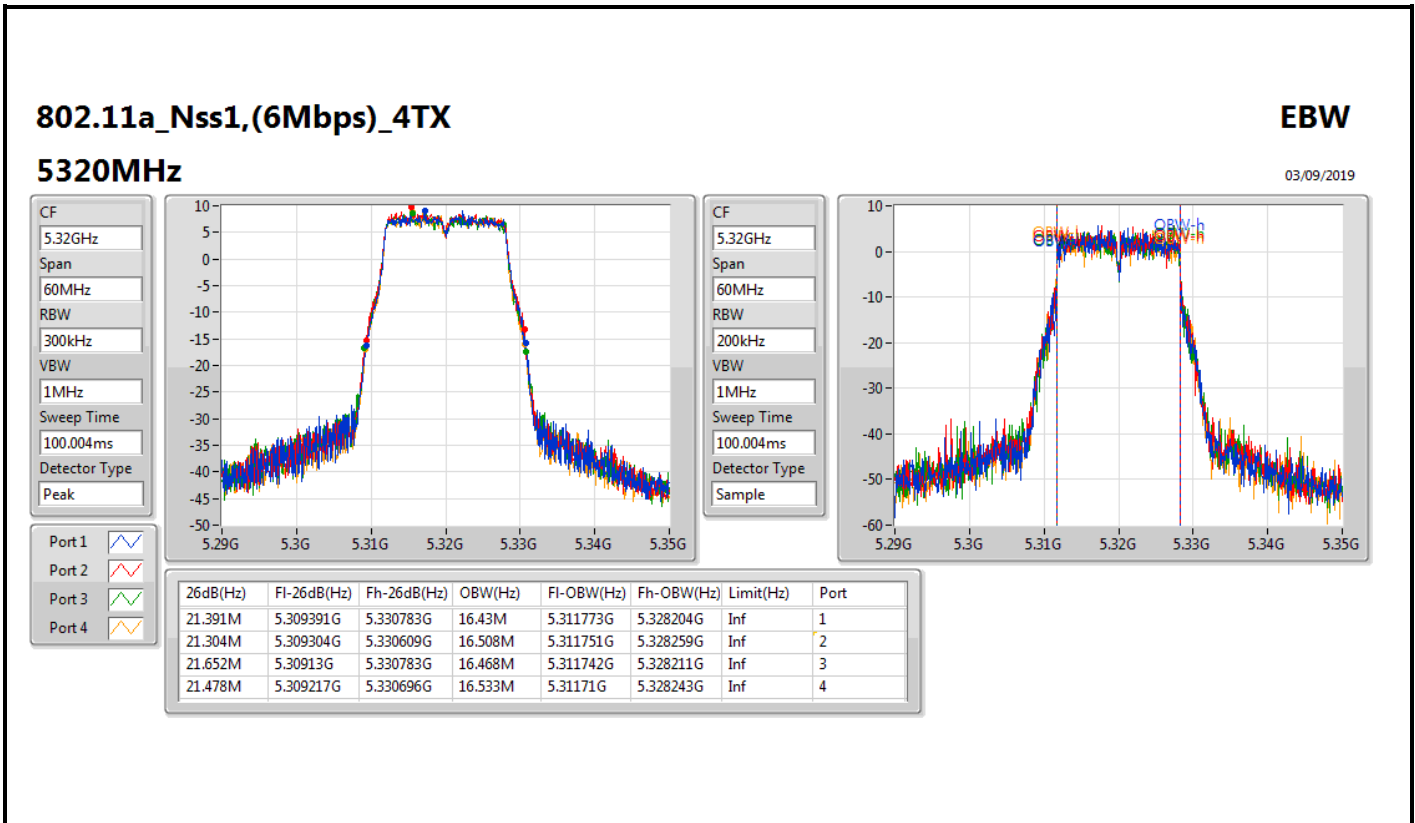 802.11a_Nss1,(6Mbps)_4TX
EBW
5320MHz
03/09/2019
CF
5.32GHz
Span
60MHz
RBW
300kHz
VBW
1MHz
Sweep Time
100.004ms
Detector Type
Peak
10
5
0
-5
-10
-15
-20
-25
-30
-35
-40
-45
-50
5.29G 5.3G 5.31G 5.32G 5.33G 5.34G 5.35G
CF
5.32GHz
Span
60MHz
RBW
200kHz
VBW
1MHz
Sweep Time
100.004ms
Detector Type
Sample
10
0
-10
-20
-30
-40
-50
-60
OBW-h
5.29G 5.3G 5.31G 5.32G 5.33G 5.34G 5.35G
Port 1
Port 2
Port 3
Port 4
26dB(Hz) Fl-26dB(Hz) Fh-26dB(Hz) OBW(Hz) Fl-OBW(Hz) Fh-OBW(Hz) Limit(Hz) Port
21.391M 5.309391G 5.330783G 16.43M 5.311773G 5.328204G Inf 1
21.304M 5.309304G 5.330609G 16.508M 5.311751G 5.328259G Inf 2
21.652M 5.30913G 5.330783G 16.468M 5.311742G 5.328211G Inf 3
21.478M 5.309217G 5.330696G 16.533M 5.31171G 5.328243G Inf 4